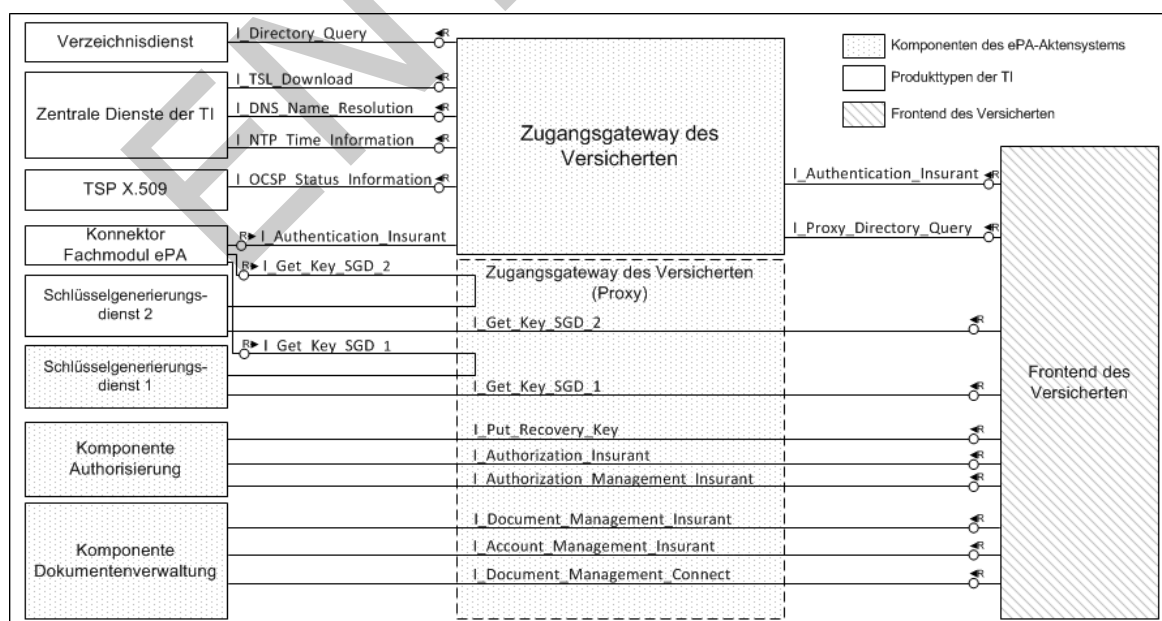 Verzeichnisdienst
I_Directory_Query
R
Zentrale Dienste der TI
I_TSL_Download
R
I_DNS_Name_Resolution
R
I_NTP_Time_Information
R
TSP X.509
I_OCSP_Status_Information
R
Zugangsgateway des
Versicherten
Komponenten des ePA-Aktensystems
Produkttypen der TI
Frontend des Versicherten
I_Authentication_Insurant
R
I_Proxy_Directory_Query
R
Konnektor
Fachmodul ePA
R
I_Authentication_Insurant
R
I_Get_Key_SGD_2
Zugangsgateway des Versicherten
(Proxy)
Schlüsselgenerierungs-
dienst 2
I_Get_Key_SGD_2
R
R
I_Get_Key_SGD_1
Schlüsselgenerierungs-
dienst 1
I_Get_Key_SGD_1
R
Frontend des
Versicherten
Komponente
Authorisierung
I_Put_Recovery_Key
R
I_Authorization_Insurant
R
I_Authorization_Management_Insurant
R
Komponente
Dokumentenverwaltung
I_Document_Management_Insurant
R
I_Account_Management_Insurant
R
I_Document_Management_Connect
R